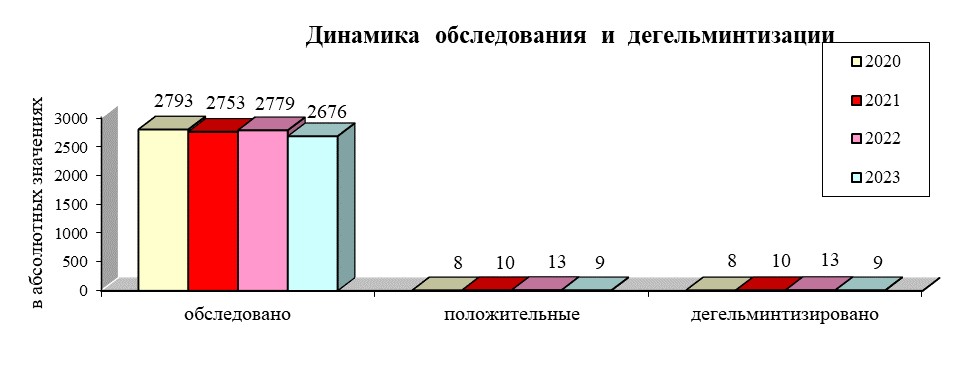 Динамика обследования и дегельминтизации
2020
2021
2022
2023
в абсолютных значениях
3000
2500
2000
1500
1000
500
0
2793 2753 2779 2676
8 10 13 9
8 10 13 9
обследовано положительные дегельминтизировано